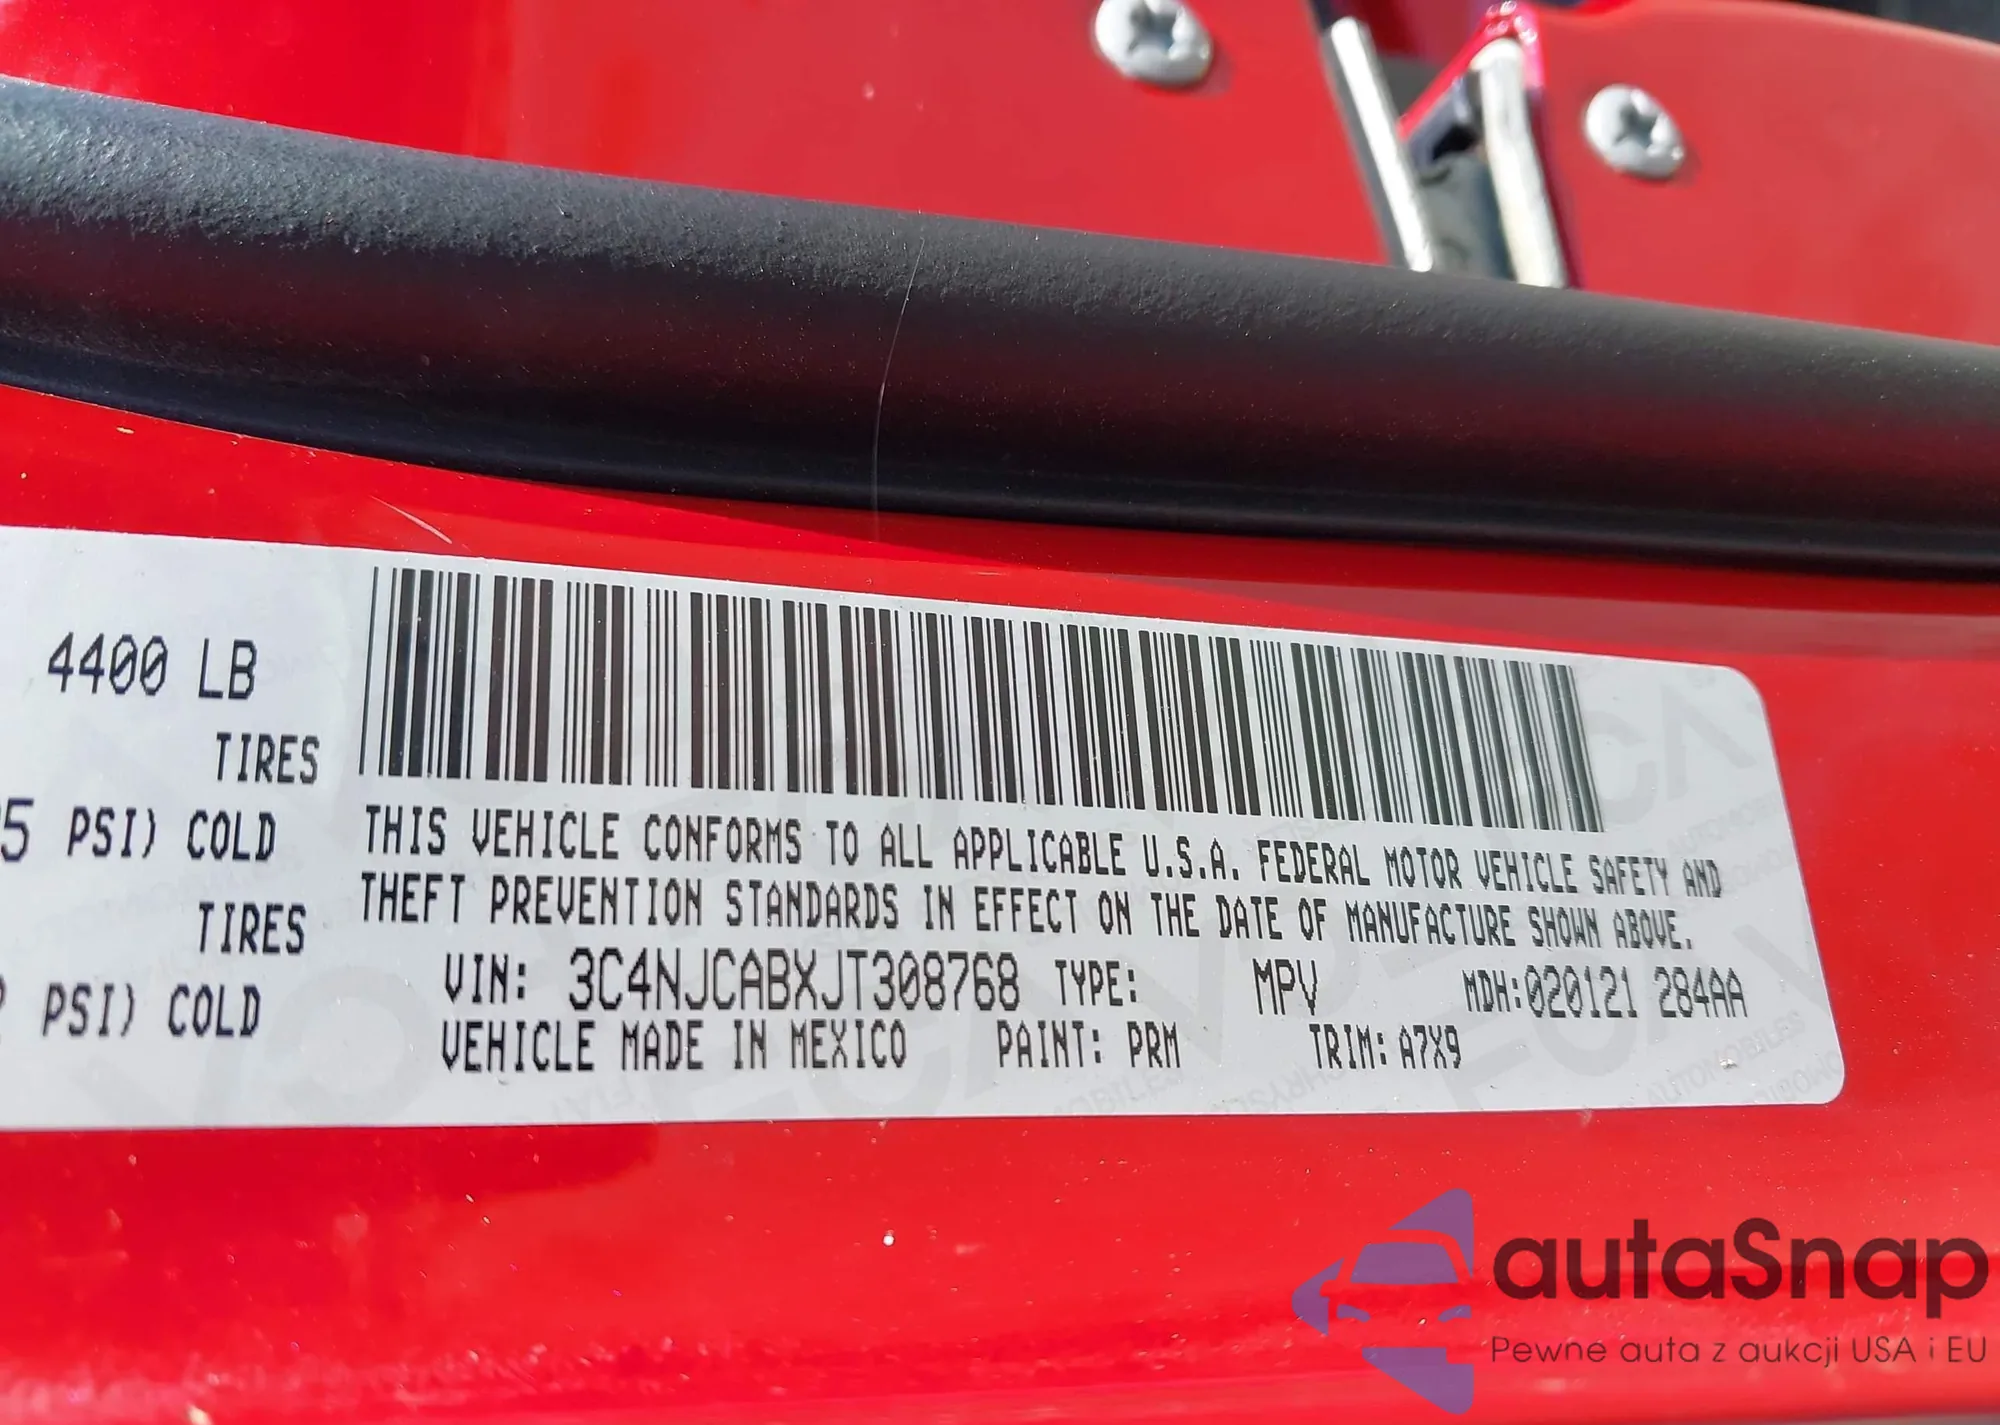 4400 LB
TIRES
5 PSI) COLD
TIRES
PSI) COLD
THIS VEHICLE CONFORMS TO ALL APPLICABLE U.S.A. FEDERAL MOTOR VEHICLE SAFETY AND
THEFT PREVENTION STANDARDS IN EFFECT ON THE DATE OF MANUFACTURE SHOWN ABOVE.
VIN: 3C4NJCABXJT308768 TYPE: MPV MDH:020121 284AA
VEHICLE MADE IN MEXICO PAINT: PRM TRIM: A7X9
autaSnap
Pewne auta z aukcji USA i EU